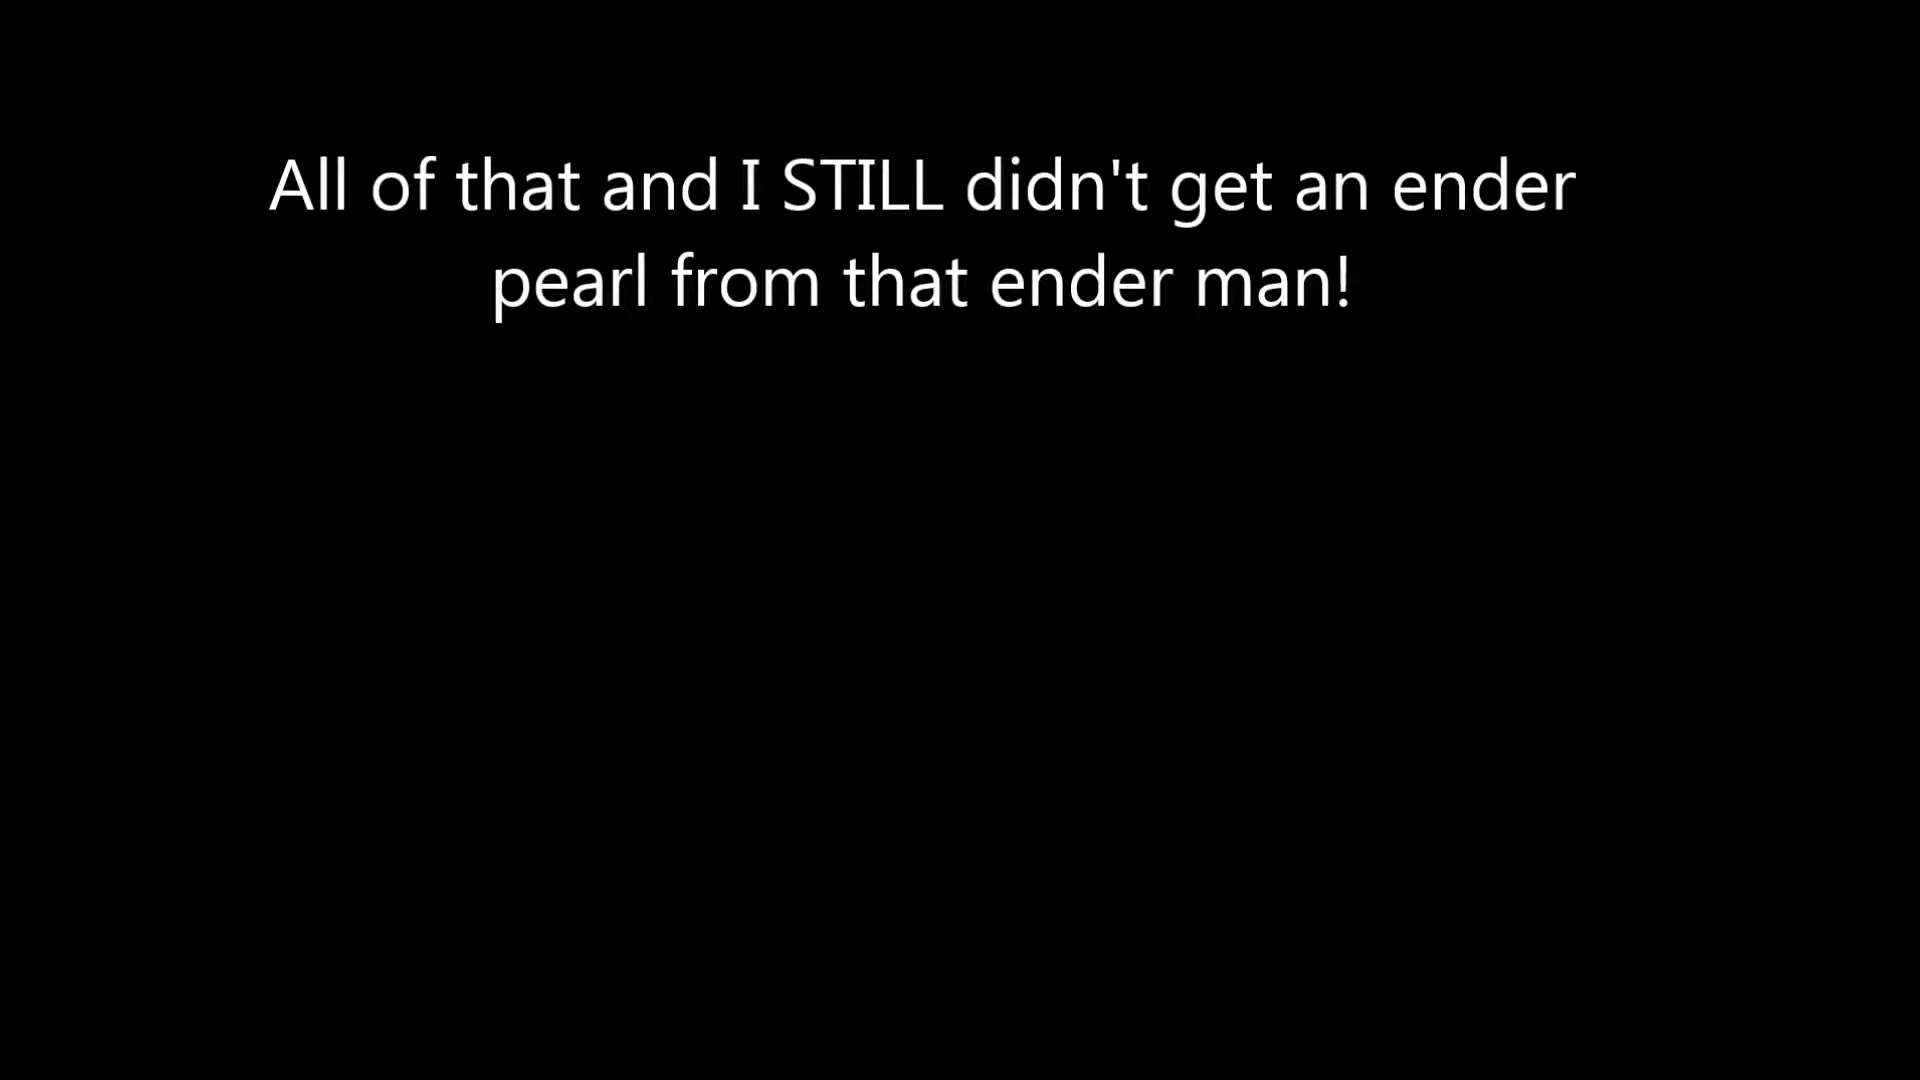 All of that and I STILL didn't get an ender
pearl from that ender man!